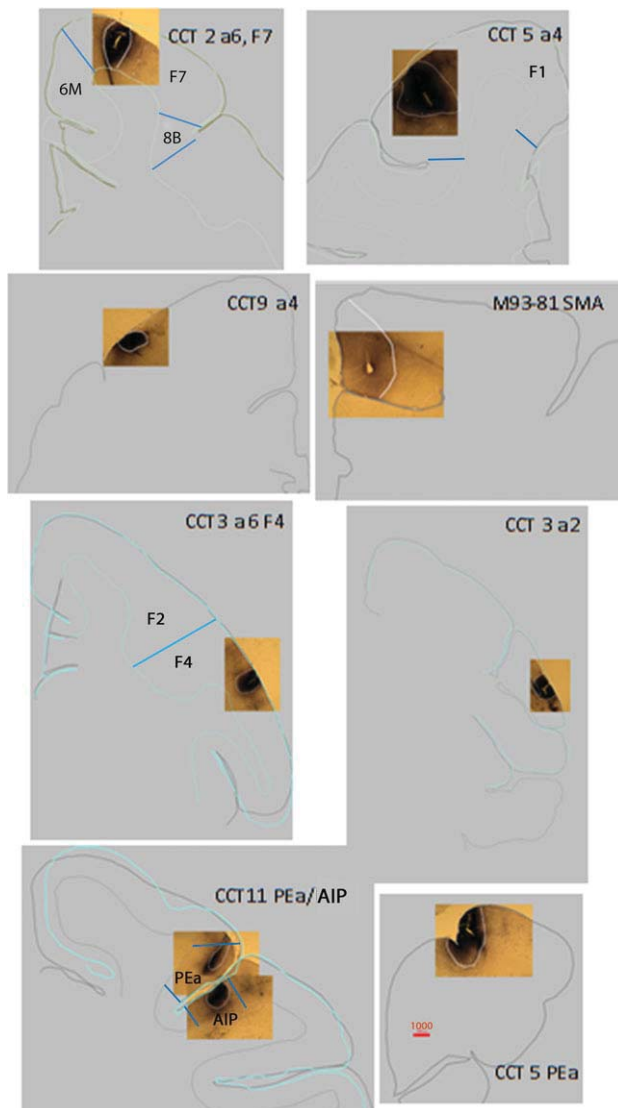 CCT 2 a6, F7
F7
6M
8B
CCT 5 a4
F1
CCT9 a4
M93-81 SMA
CCT3 a6 F4
F2
F4
CCT 3 a2
CCT11 PEa/AIP
PEa
AIP
1000
CCT 5 PEa